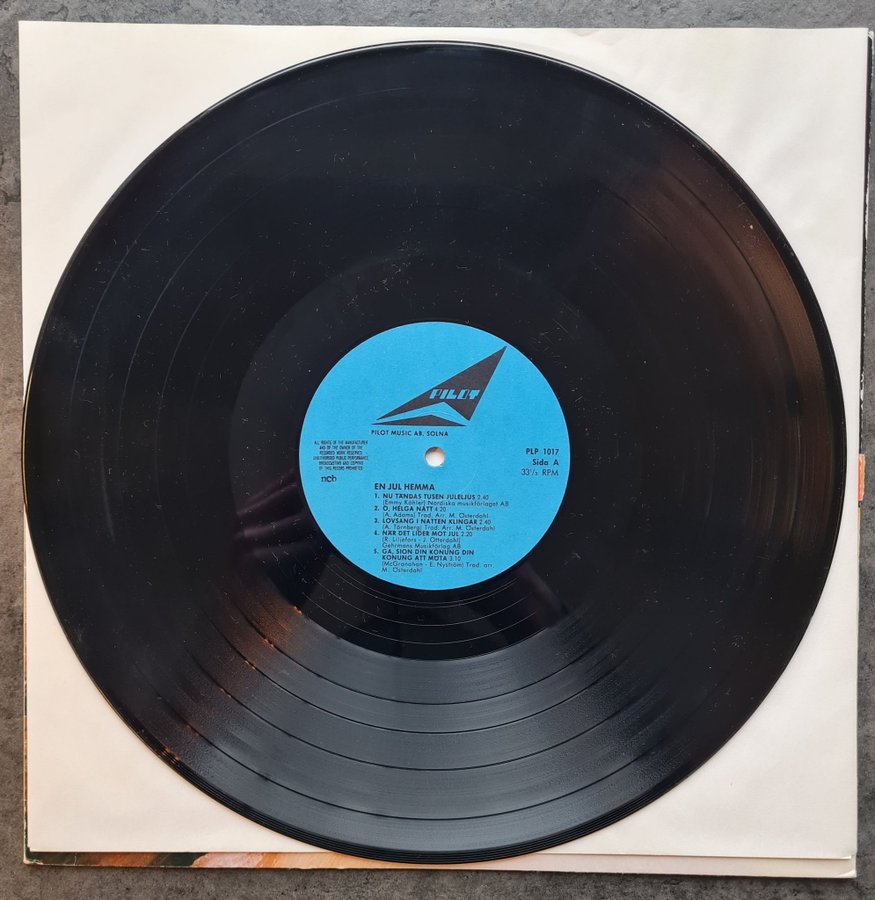 PILOT
PILOT MUSIC AB, SOLNA
ALL RIGHTS OF THE MANUFACTURER
AND OF THE OWNER OF THE
RECORDED WORK RESERVED
UNAUTHORISED PUBLIC PERFORMANCE
BROADCASTING AND COPYING
OF THIS RECORD PROHIBITED
ncb
PLP 1017
Sida A
33 1/3 RPM
EN JUL HEMMA
1. NU TÄNDAS TUSEN JULELJUS 2.40
(Emmy Köhler) Nordiska musikförlaget AB
2. O, HELGA NATT 4.20
(A. Adams) Trad. Arr. M. Österdahl.
3. LOVSÅNG I NATTEN KLINGAR 2.40
(A. Törnberg) Trad. Arr. M. Österdahl.
4. NÄR DET LIDER MOT JUL 2.20
(R. Liljefors - J. Ötterdahl)
Gehrmans Musikförlag AB
5. GÅ, SION DIN KONUNG DIN
KONUNG ATT MÖTA 3.10
(McGranahan - E. Nyström) Trad. arr.
M. Österdahl